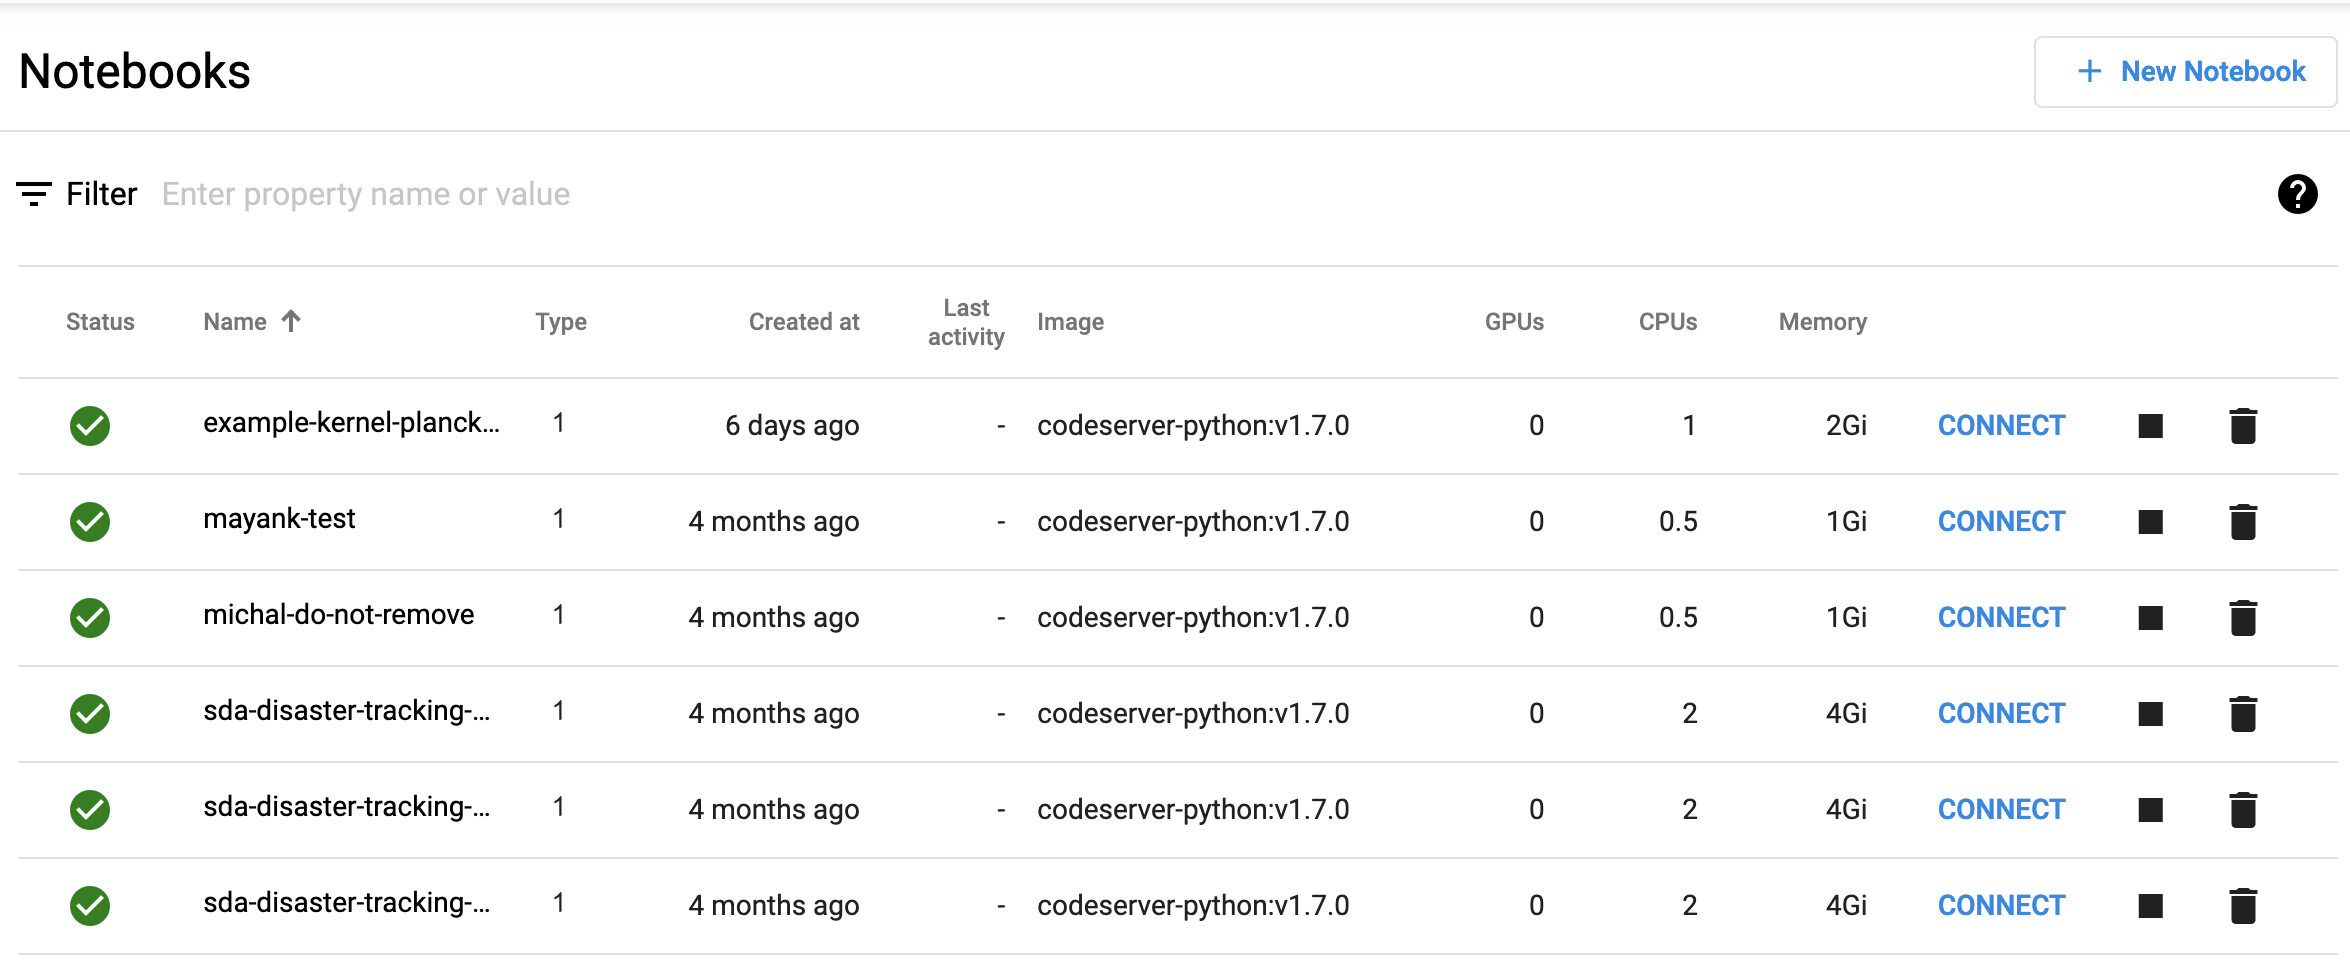 Notebooks
New Notebook
Filter Enter property name or value
Status Name Type Created at Last activity Image GPUs CPUs Memory
example-kernel-planck... 1 6 days ago - codeserver-python:v1.7.0 0 1 2Gi CONNECT
mayank-test 1 4 months ago - codeserver-python:v1.7.0 0 0.5 1Gi CONNECT
michal-do-not-remove 1 4 months ago - codeserver-python:v1.7.0 0 0.5 1Gi CONNECT
sda-disaster-tracking-... 1 4 months ago - codeserver-python:v1.7.0 0 2 4Gi CONNECT
sda-disaster-tracking-... 1 4 months ago - codeserver-python:v1.7.0 0 2 4Gi CONNECT
sda-disaster-tracking-... 1 4 months ago - codeserver-python:v1.7.0 0 2 4Gi CONNECT